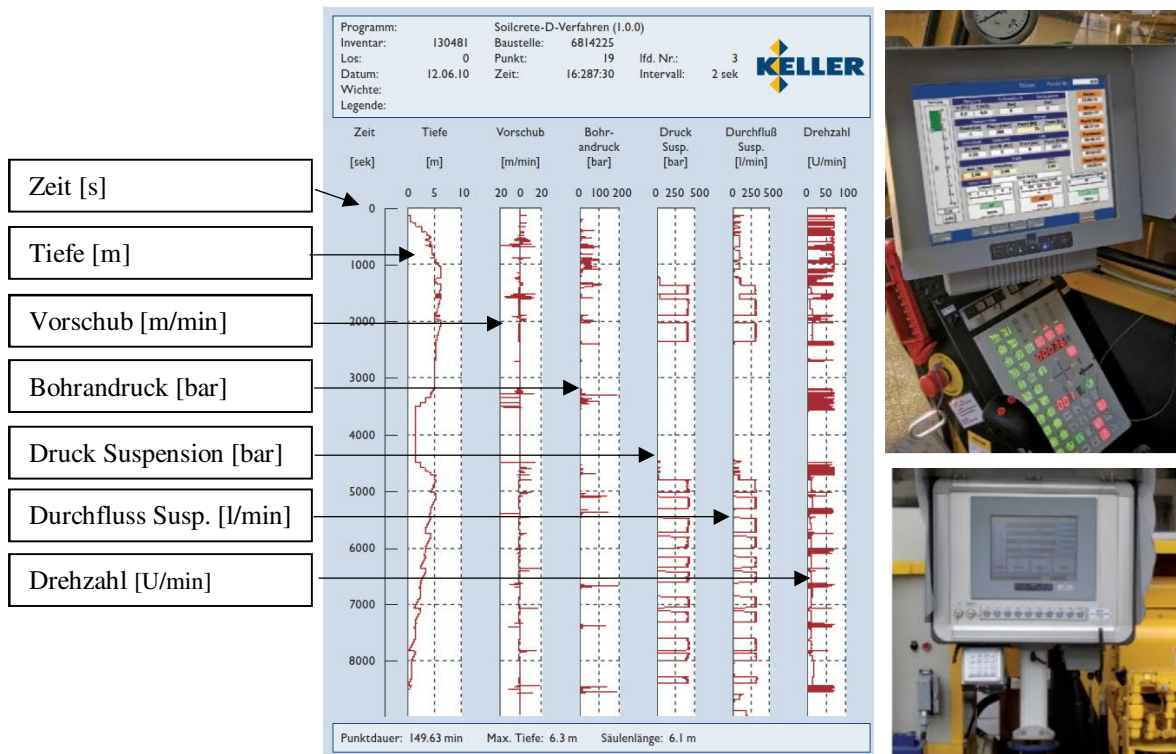 Programm: Soilcrete-D-Verfahren (1.0.0)
Inventar: 130481 Baustelle: 6814225
Los: 0 Punkt: 19 lfd. Nr.: 3
Datum: 12.06.10 Zeit: 16:287:30 Intervall: 2 sek
Wichte:
Legende:
KELLER
Zeit Tiefe Vorschub Bohr- Druck Durchfluß Drehzahl
andruck Susp. Susp.
[sek] [m] [m/min] [bar] [bar] [l/min] [U/min]
0 5 10 20 0 20 0 100 200 0 250 500 0 250 500 0 50 100
0
1000
2000
3000
4000
5000
6000
7000
8000
Zeit [s]
Tiefe [m]
Vorschub [m/min]
Bohrandruck [bar]
Druck Suspension [bar]
Durchfluss Susp. [l/min]
Drehzahl [U/min]
Punktdauer: 149.63 min Max. Tiefe: 6.3 m Säulenlänge: 6.1 m